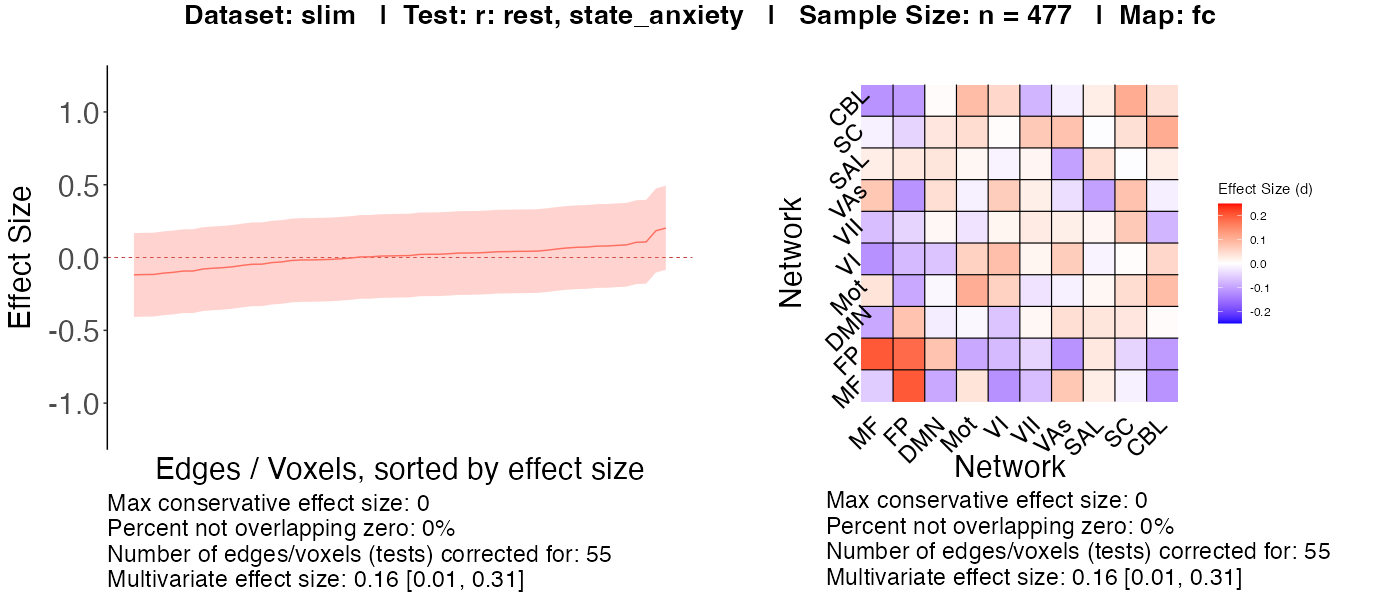 Dataset: slim | Test: r: rest, state_anxiety | Sample Size: n = 477 | Map: fc
Effect Size
1.0
0.5
0.0
-0.5
-1.0
Edges / Voxels, sorted by effect size
Max conservative effect size: 0
Percent not overlapping zero: 0%
Number of edges/voxels (tests) corrected for: 55
Multivariate effect size: 0.16 [0.01, 0.31]
Network
CBL
SC
SAL
VAs
VII
VI
Mot
DMN
FP
MF
MF FP DMN Mot VI VII VAs SAL SC CBL
Network
Effect Size (d)
0.2
0.1
0.0
-0.1
-0.2
Max conservative effect size: 0
Percent not overlapping zero: 0%
Number of edges/voxels (tests) corrected for: 55
Multivariate effect size: 0.16 [0.01, 0.31]